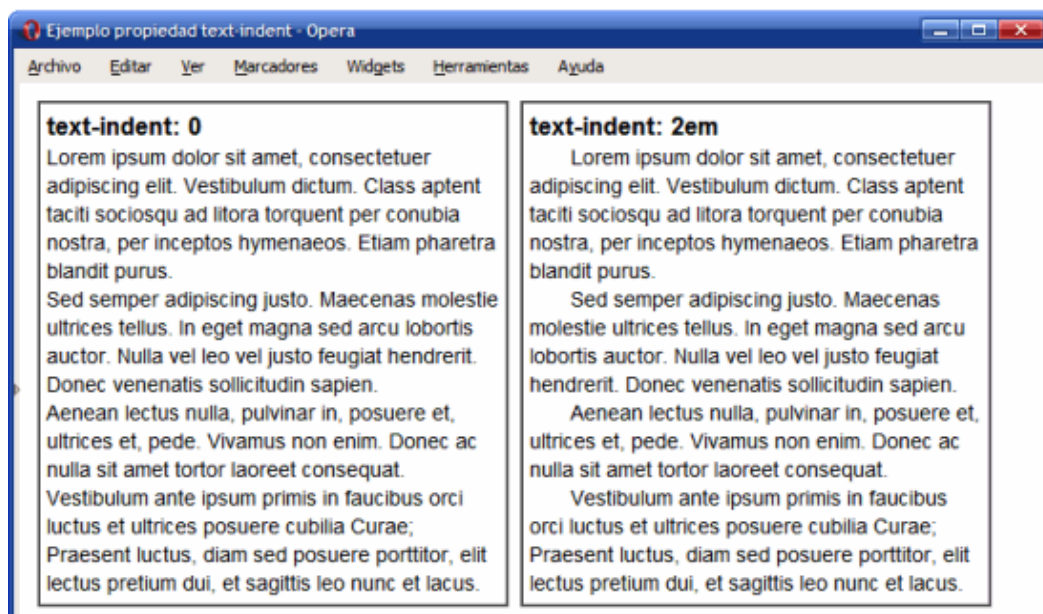 Ejemplo propiedad text-indent - Opera
Archivo Editar Ver Marcadores Widgets Herramientas Ayuda
text-indent: 0
Lorem ipsum dolor sit amet, consectetuer
adipiscing elit. Vestibulum dictum. Class aptent
taciti sociosqu ad litora torquent per conubia
nostra, per inceptos hymenaeos. Etiam pharetra
blandit purus.
Sed semper adipiscing justo. Maecenas molestie
ultrices tellus. In eget magna sed arcu lobortis
auctor. Nulla vel leo vel justo feugiat hendrerit.
Donec venenatis sollicitudin sapien.
Aenean lectus nulla, pulvinar in, posuere et,
ultrices et, pede. Vivamus non enim. Donec ac
nulla sit amet tortor laoreet consequat.
Vestibulum ante ipsum primis in faucibus orci
luctus et ultrices posuere cubilia Curae;
Praesent luctus, diam sed posuere porttitor, elit
lectus pretium dui, et sagittis leo nunc et lacus.
text-indent: 2em
Lorem ipsum dolor sit amet, consectetuer
adipiscing elit. Vestibulum dictum. Class aptent
taciti sociosqu ad litora torquent per conubia
nostra, per inceptos hymenaeos. Etiam pharetra
blandit purus.
Sed semper adipiscing justo. Maecenas
molestie ultrices tellus. In eget magna sed arcu
lobortis auctor. Nulla vel leo vel justo feugiat
hendrerit. Donec venenatis sollicitudin sapien.
Aenean lectus nulla, pulvinar in, posuere et,
ultrices et, pede. Vivamus non enim. Donec ac
nulla sit amet tortor laoreet consequat.
Vestibulum ante ipsum primis in faucibus
orci luctus et ultrices posuere cubilia Curae;
Praesent luctus, diam sed posuere porttitor, elit
lectus pretium dui, et sagittis leo nunc et lacus.